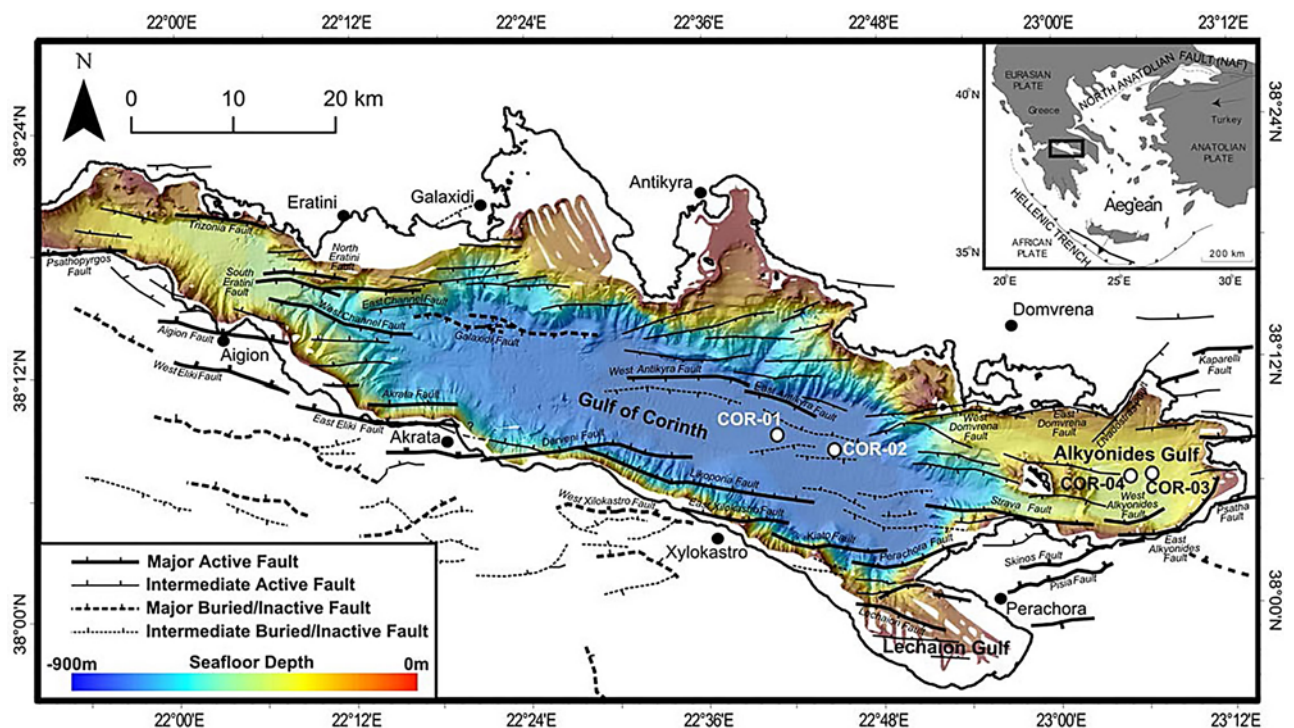 22°00'E
22°12'E
22°24'E
22°36'E
22°48'E
23°00'E
23°12'E
N
0 10 20 km
38°24'N
38°12'N
38°00'N
38°24'N
38°12'N
38°00'N
EURASIAN
PLATE
Greece
NORTH ANATOLIAN FAULT (NAF)
Turkey
ANATOLIAN
PLATE
Aegean
HELLENIC TRENCH
AFRICAN
PLATE
200 km
40°N
35°N
20°E
25°E
30°E
Eratini
Galaxidi
Antikyra
Domvrena
Trizonia Fault
Psathopyrgos
Fault
North
Eratini
Fault
South
Eratini
Fault
East Channel Fault
West Channel Fault
Galaxidi Fault
Aigion Fault
Aigion
West Eliki Fault
East Eliki Fault
Akrata Fault
Akrata
Derveni Fault
Likoporia Fault
West Antikyra Fault
East Antikyra Fault
Gulf of Corinth
COR-01
COR-02
West
Domvrena
Fault
East
Domvrena
Fault
Livadostras Fault
Kaparelli
Fault
Alkyonides Gulf
COR-04
COR-03
West
Alkyonides
Fault
Strava Fault
Psatha
Fault
East
Alkyonides
Fault
Skinos Fault
Pisia Fault
Perachora
West Xilokastro Fault
East Xilokastro Fault
Xylokastro
Kiato Fault
Perachora Fault
Lechaion Fault
Lechaion Gulf
Major Active Fault
Intermediate Active Fault
Major Buried/Inactive Fault
Intermediate Buried/Inactive Fault
Seafloor Depth
-900m
0m
22°00'E
22°12'E
22°24'E
22°36'E
22°48'E
23°00'E
23°12'E